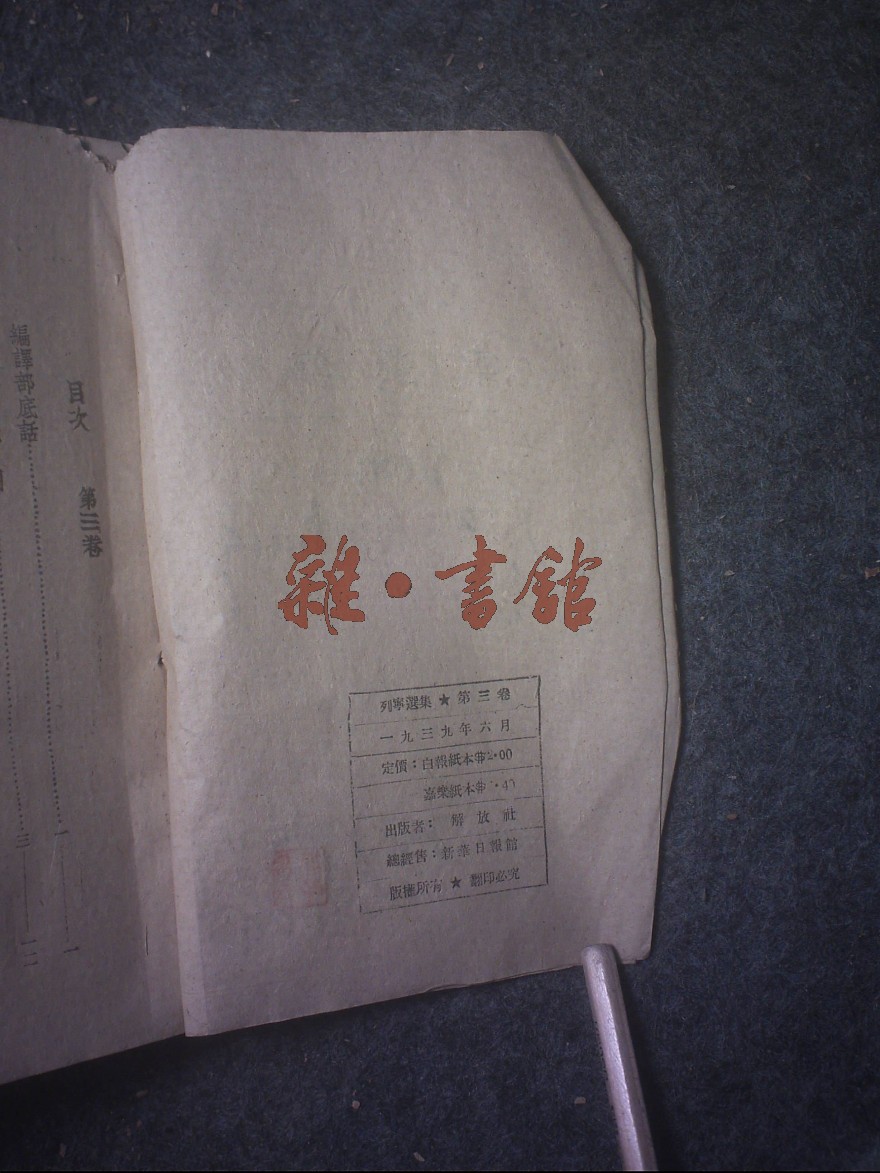 雜·書館
列寧選集 ★ 第三卷
一九三九年六月
定價：白報紙本
嘉樂紙本
出版者：解放社
總經售：新華日報館
版權所有 ★ 翻印必究
目次 第三卷
編譯部底話